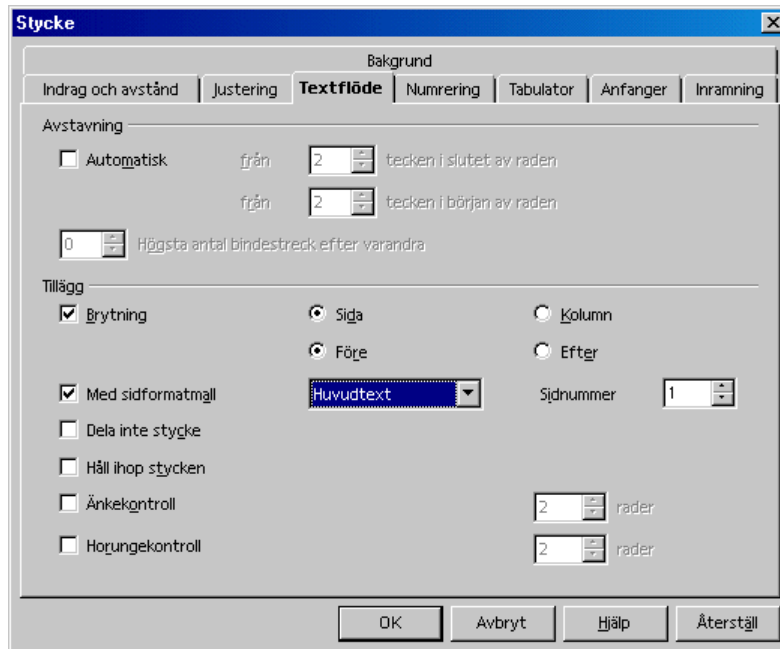 Stycke
Bakgrund
Indrag och avstånd Justering Textflöde Numrering Tabulator Anfanger Inramning
Avstavning
Automatisk från 2 tecken i slutet av raden
från 2 tecken i början av raden
0 Högsta antal bindestreck efter varandra
Tillägg
Brytning Sida Kolumn
Före Efter
Med sidformatmall Huvudtext Sidnummer 1
Dela inte stycke
Håll ihop stycken
Änkekontroll 2 rader
Horungekontroll 2 rader
OK Avbryt Hjälp Återställ